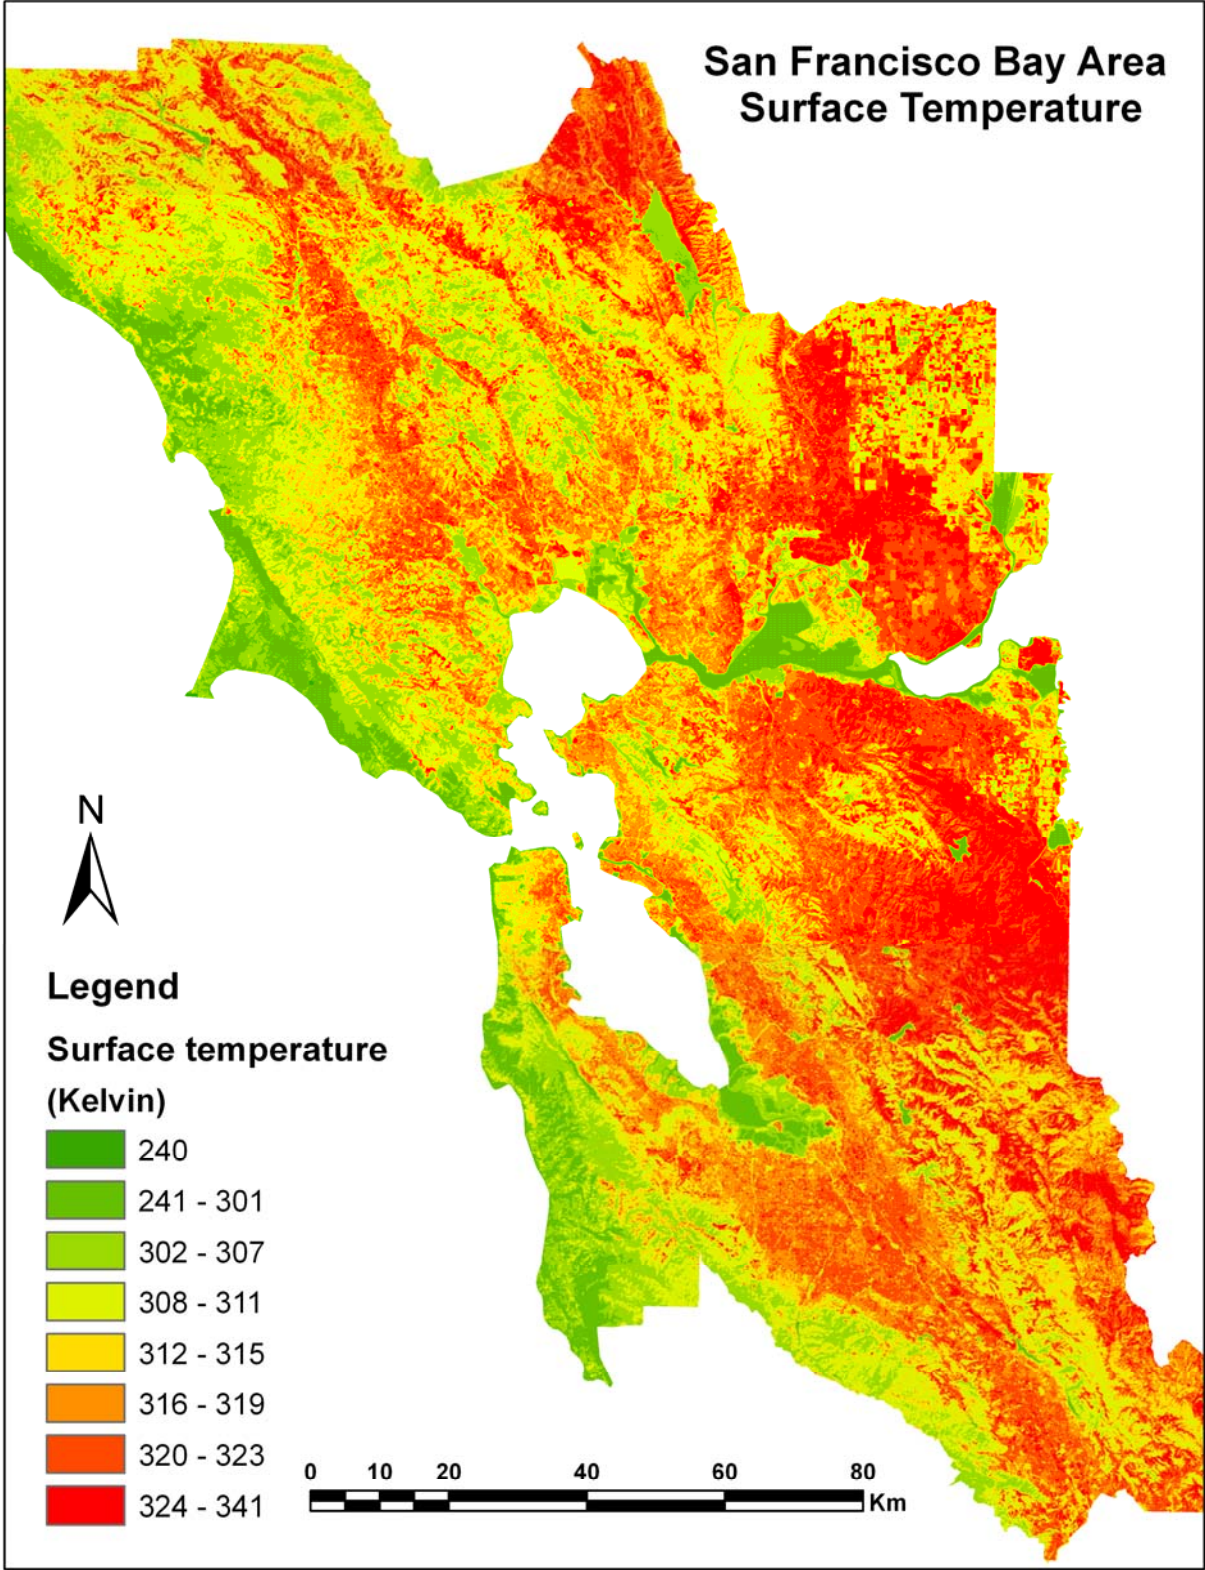 San Francisco Bay Area
Surface Temperature
N
Legend
Surface temperature
(Kelvin)
240
241 - 301
302 - 307
308 - 311
312 - 315
316 - 319
320 - 323
324 - 341
0 10 20 40 60 80
Km